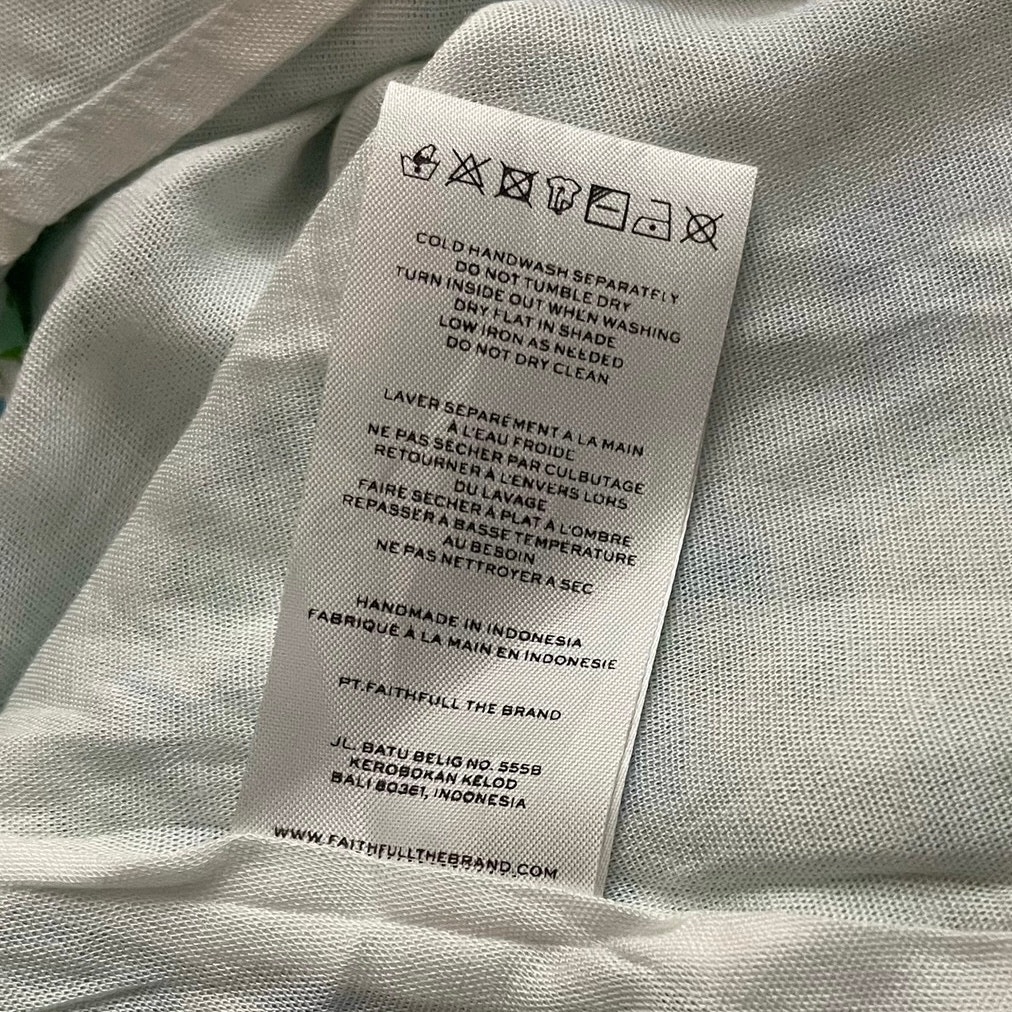 COLD HANDWASH SEPARATELY
DO NOT TUMBLE DRY
TURN INSIDE OUT WHEN WASHING
DRY FLAT IN SHADE
LOW IRON AS NEEDED
DO NOT DRY CLEAN
LAVER SEPARÉMENT A LA MAIN
À L'EAU FROIDE
NE PAS SÉCHER PAR CULBUTAGE
RETOURNER À L'ENVERS LORS
DU LAVAGE
FAIRE SÉCHER À PLAT À L'OMBRE
REPASSER À BASSE TEMPÉRATURE
AU BESOIN
NE PAS NETTROYER A SEC
HANDMADE IN INDONESIA
FABRIQUÉ À LA MAIN EN INDONESIE
PT.FAITHFULL THE BRAND
JL. BATU BELIG NO. 555B
KEROBOKAN KELOD
BALI 80361, INDONESIA
WWW.FAITHFULLTHEBRAND.COM